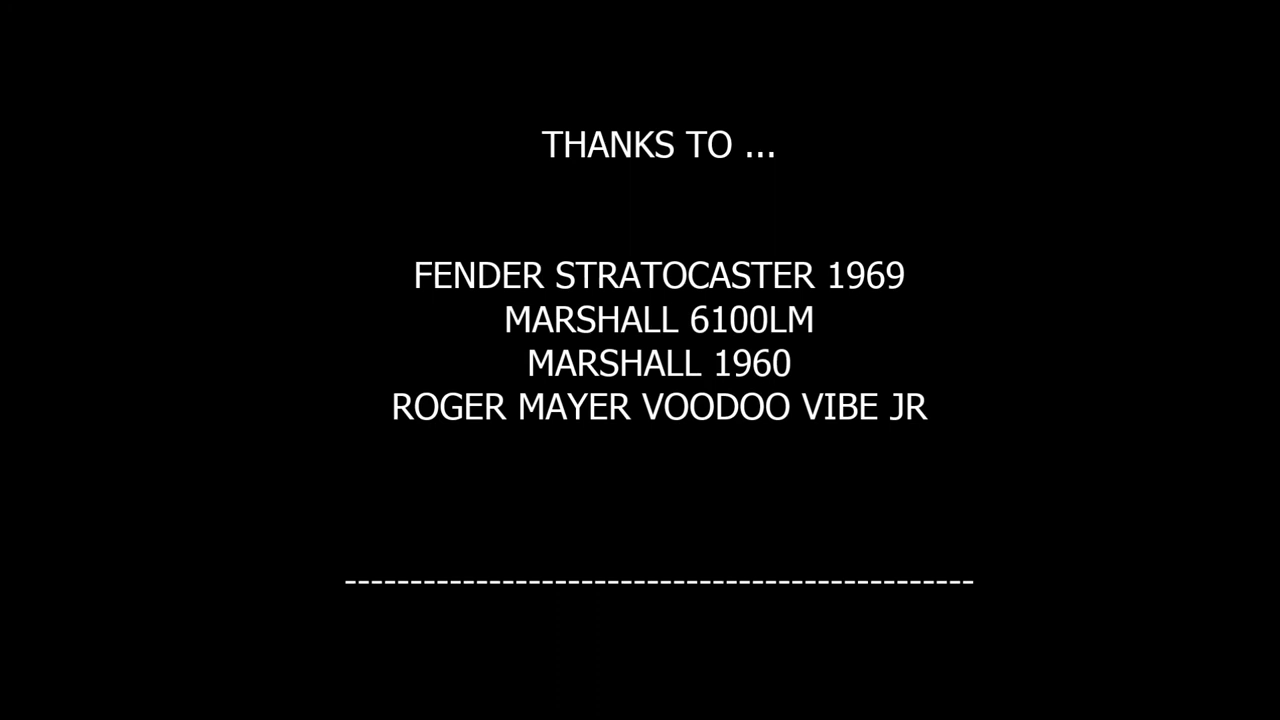 THANKS TO ...
FENDER STRATOCASTER 1969
MARSHALL 6100LM
MARSHALL 1960
ROGER MAYER VOODOO VIBE JR
------------------------------------------------